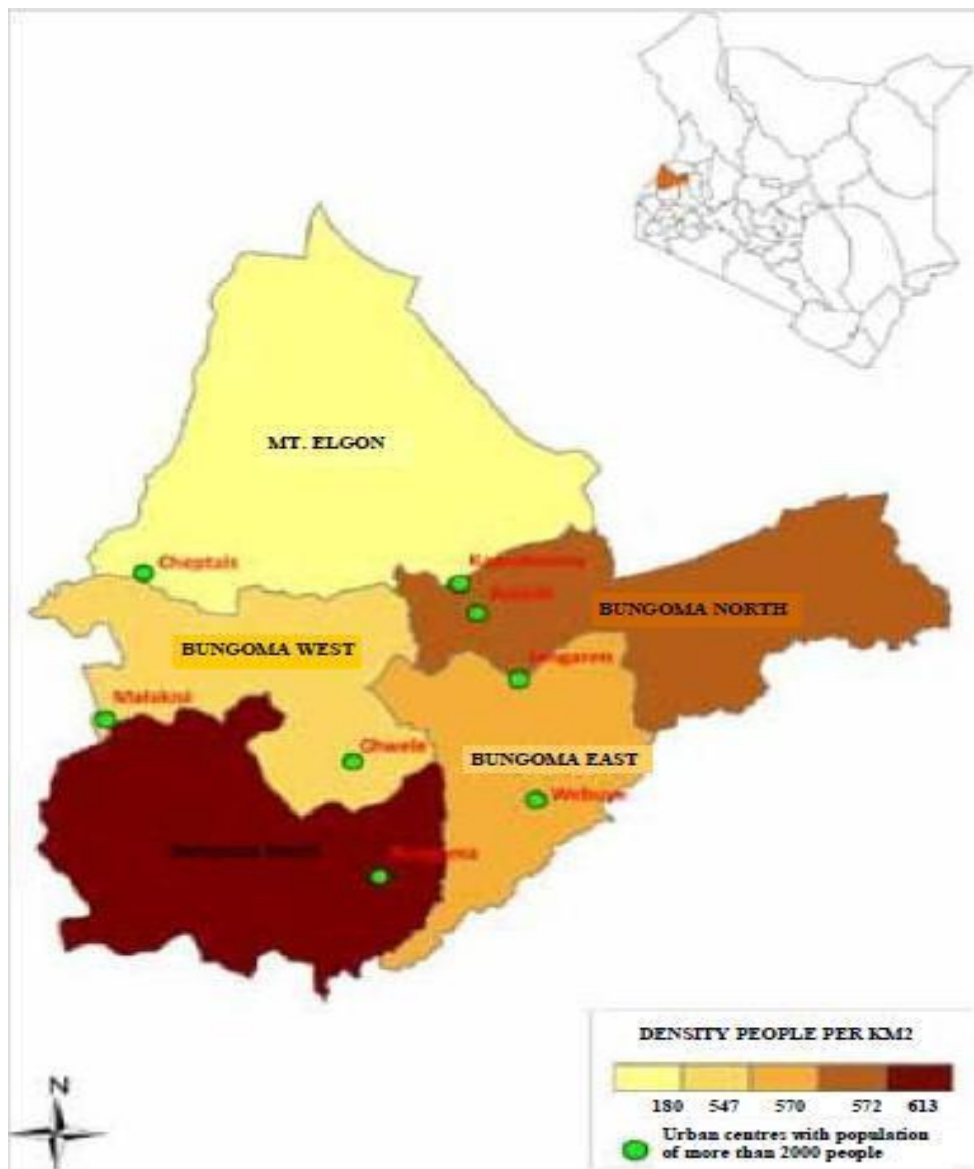 MT. ELGON
Cheptais
BUNGOMA NORTH
BUNGOMA WEST
Malakisi
Chwele
BUNGOMA EAST
Webuye
DENSITY PEOPLE PER KM2
180 547 570 572 613
Urban centres with population
of more than 2000 people
N